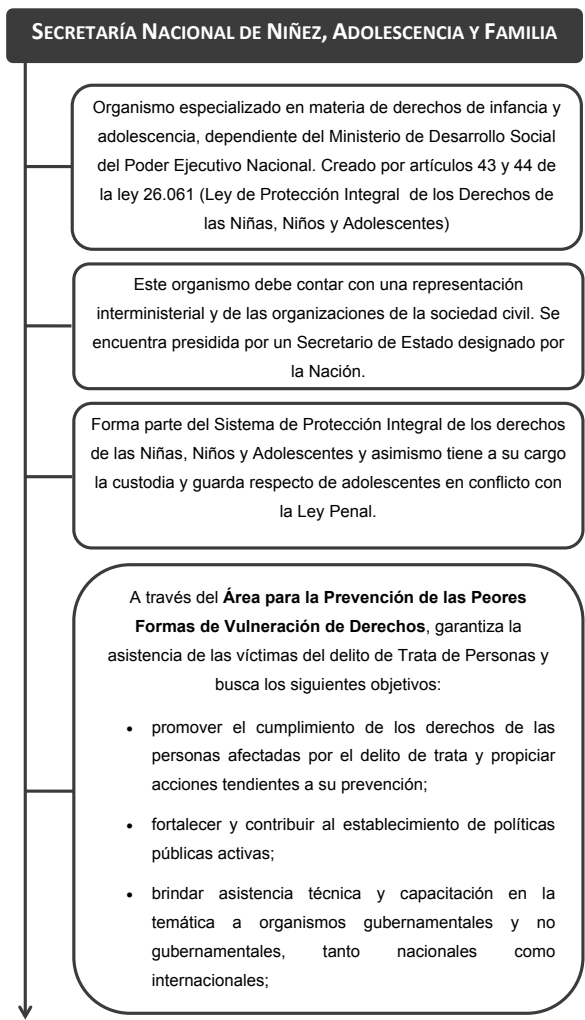 SECRETARÍA NACIONAL DE NIÑEZ, ADOLESCENCIA Y FAMILIA
Organismo especializado en materia de derechos de infancia y
adolescencia, dependiente del Ministerio de Desarrollo Social
del Poder Ejecutivo Nacional. Creado por artículos 43 y 44 de
la ley 26.061 (Ley de Protección Integral de los Derechos de
las Niñas, Niños y Adolescentes)
Este organismo debe contar con una representación
interministerial y de las organizaciones de la sociedad civil. Se
encuentra presidida por un Secretario de Estado designado por
la Nación.
Forma parte del Sistema de Protección Integral de los derechos
de las Niñas, Niños y Adolescentes y asimismo tiene a su cargo
la custodia y guarda respecto de adolescentes en conflicto con
la Ley Penal.
A través del Área para la Prevención de las Peores
Formas de Vulneración de Derechos, garantiza la
asistencia de las víctimas del delito de Trata de Personas y
busca los siguientes objetivos:
• promover el cumplimiento de los derechos de las
personas afectadas por el delito de trata y propiciar
acciones tendientes a su prevención;
• fortalecer y contribuir al establecimiento de políticas
públicas activas;
• brindar asistencia técnica y capacitación en la
temática a organismos gubernamentales y no
gubernamentales, tanto nacionales como
internacionales;